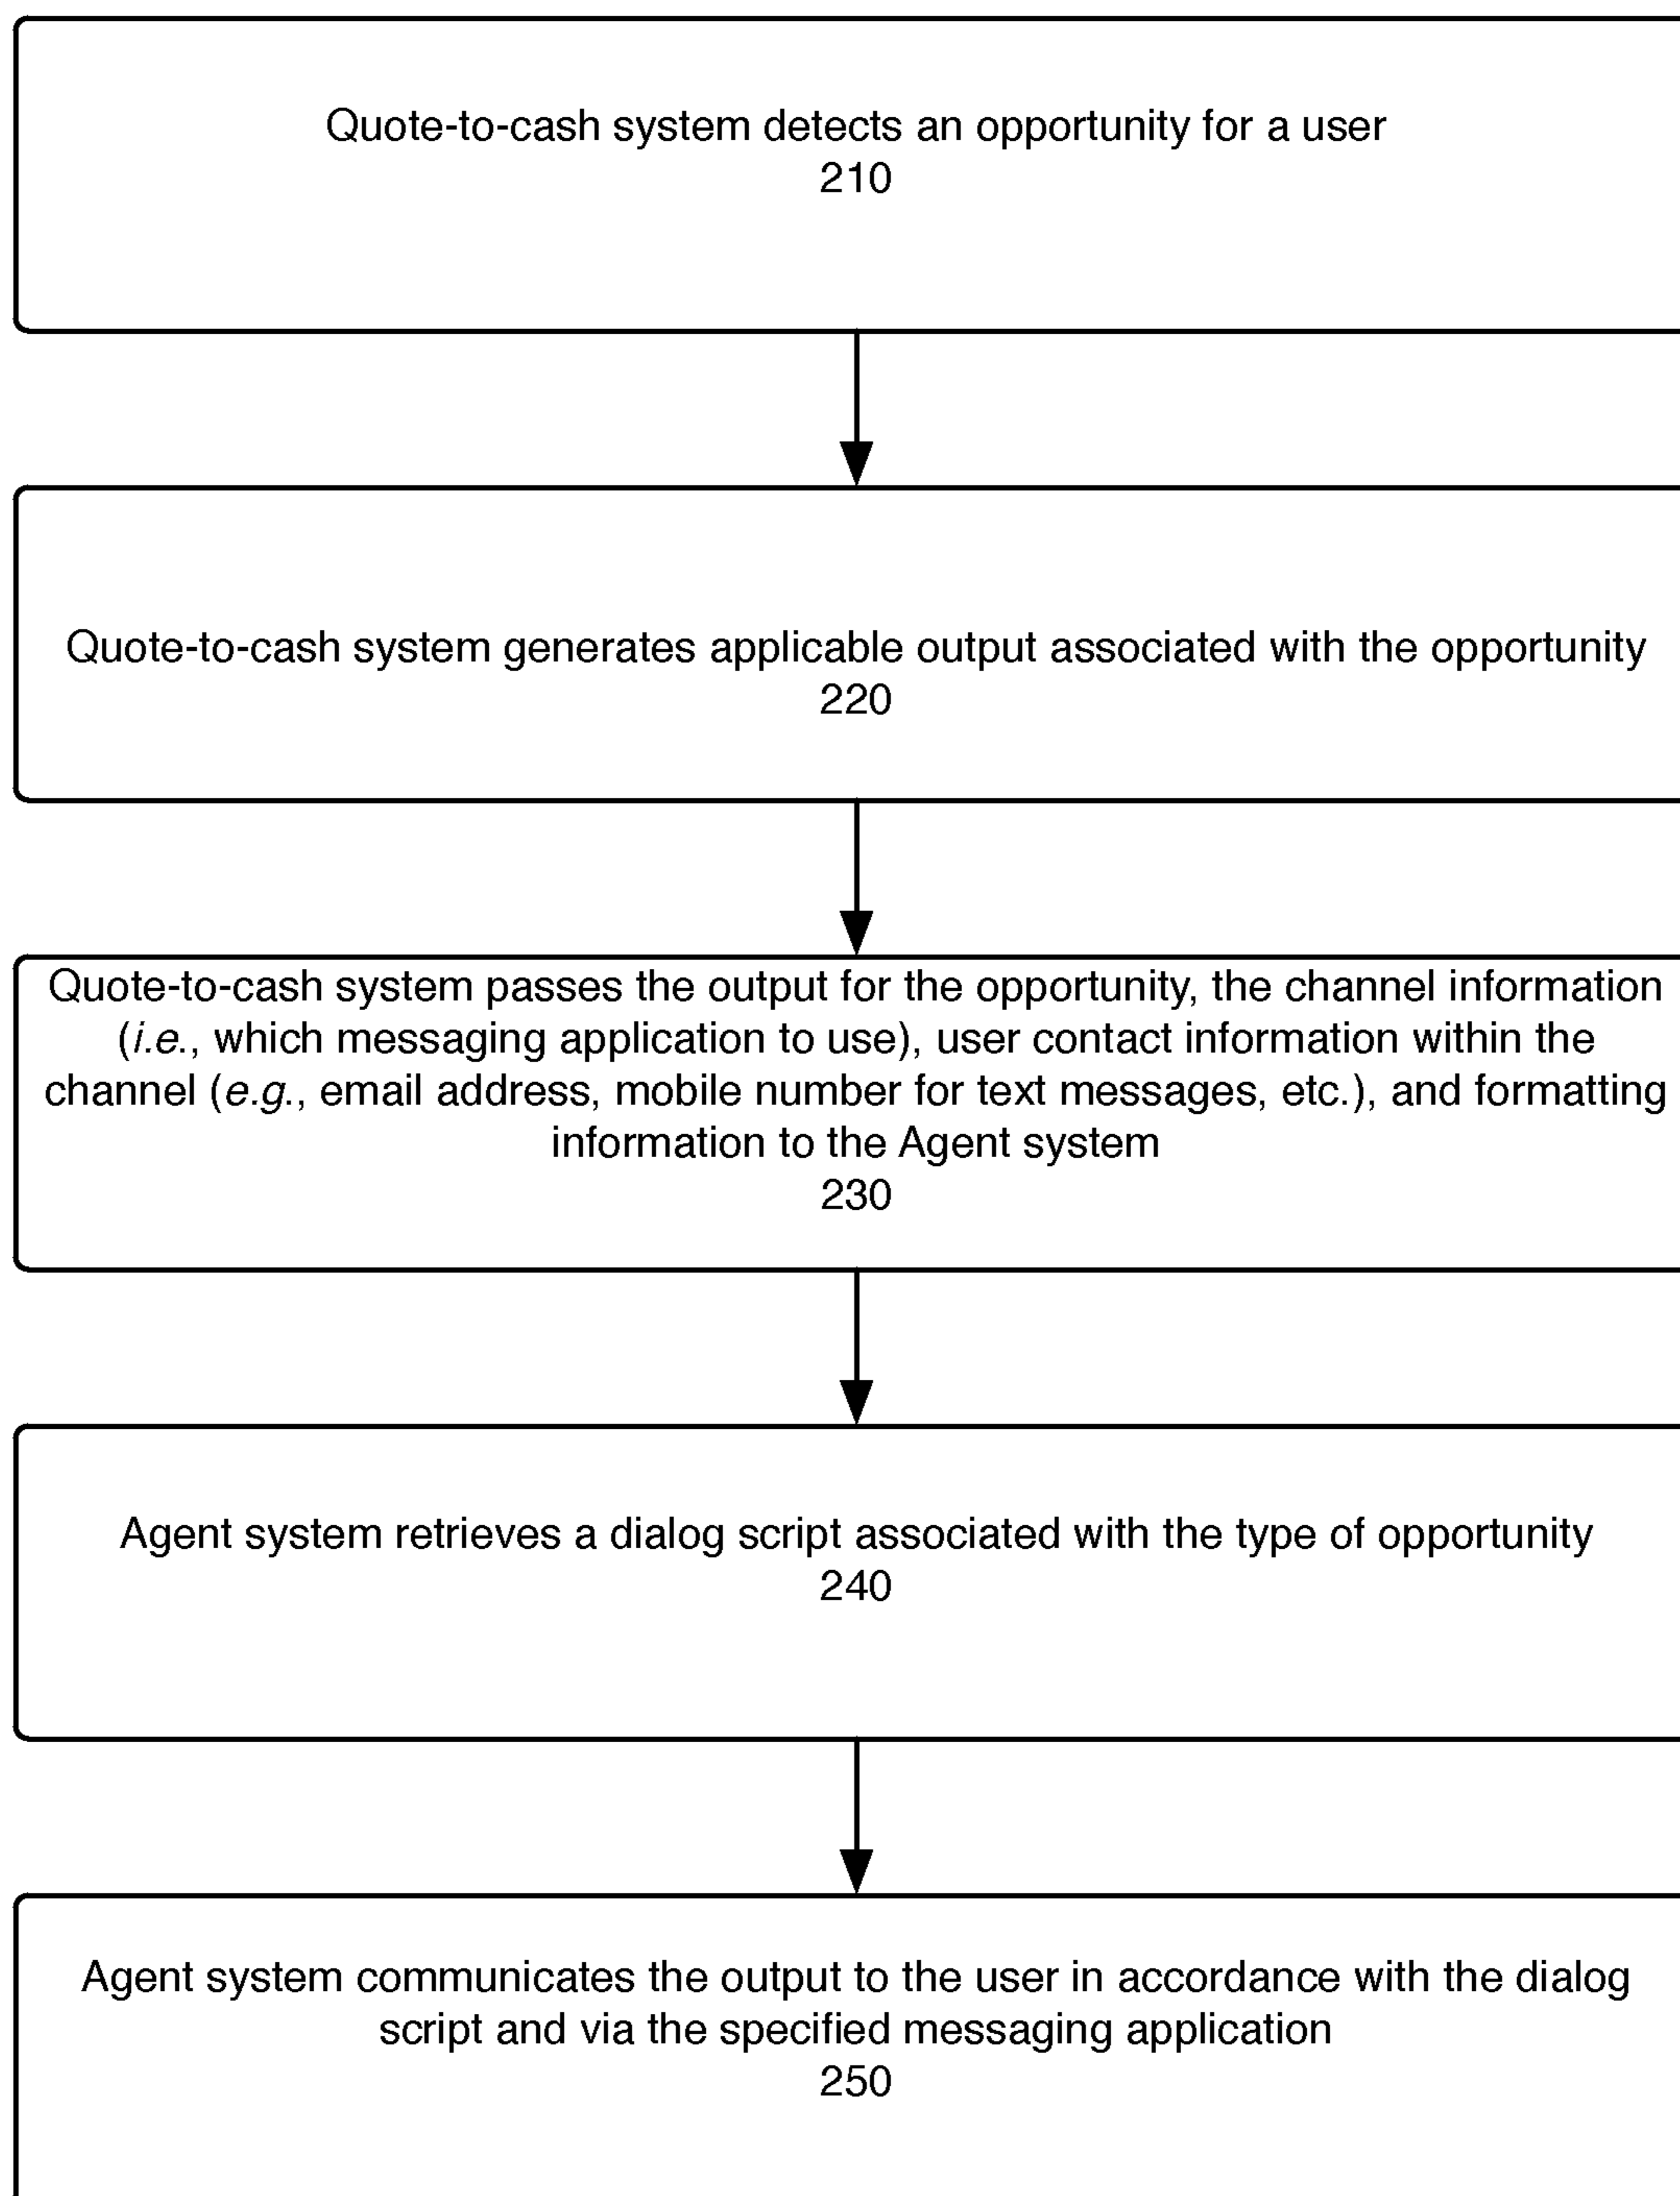 Quote-to-cash system detects an opportunity for a user
210
Quote-to-cash system generates applicable output associated with the opportunity
220
Quote-to-cash system passes the output for the opportunity, the channel information
(i.e., which messaging application to use), user contact information within the
channel (e.g., email address, mobile number for text messages, etc.), and formatting
information to the Agent system
230
Agent system retrieves a dialog script associated with the type of opportunity
240
Agent system communicates the output to the user in accordance with the dialog
script and via the specified messaging application
250